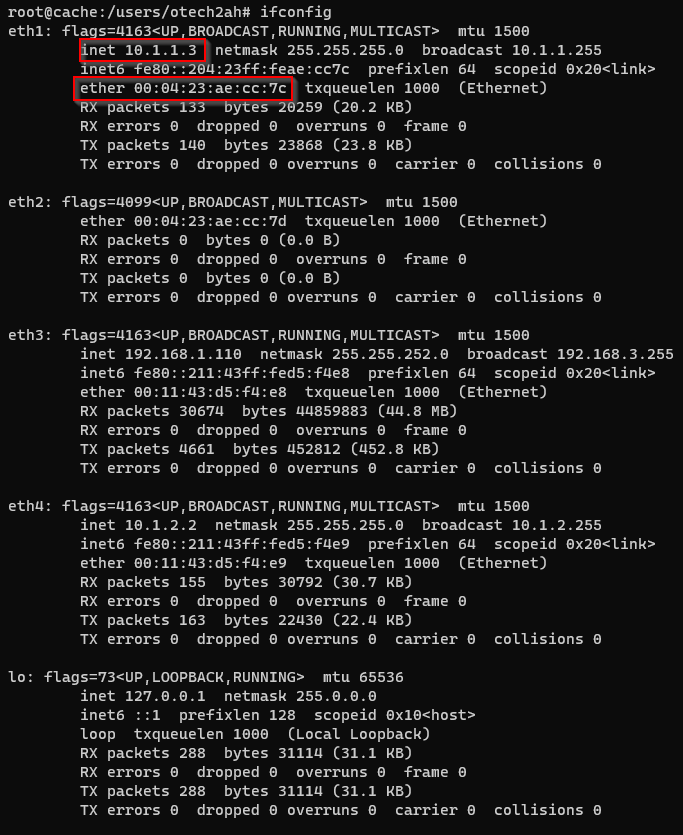 root@cache:/users/otech2ah# ifconfig
eth1: flags=4163<UP,BROADCAST,RUNNING,MULTICAST>  mtu 1500
        inet 10.1.1.3  netmask 255.255.255.0  broadcast 10.1.1.255
        inet6 fe80::204:23ff:feae:cc7c  prefixlen 64  scopeid 0x20<link>
        ether 00:04:23:ae:cc:7c  txqueuelen 1000  (Ethernet)
        RX packets 133  bytes 20259 (20.2 KB)
        RX errors 0  dropped 0  overruns 0  frame 0
        TX packets 140  bytes 23868 (23.8 KB)
        TX errors 0  dropped 0 overruns 0  carrier 0  collisions 0

eth2: flags=4099<UP,BROADCAST,MULTICAST>  mtu 1500
        ether 00:04:23:ae:cc:7d  txqueuelen 1000  (Ethernet)
        RX packets 0  bytes 0 (0.0 B)
        RX errors 0  dropped 0  overruns 0  frame 0
        TX packets 0  bytes 0 (0.0 B)
        TX errors 0  dropped 0 overruns 0  carrier 0  collisions 0

eth3: flags=4163<UP,BROADCAST,RUNNING,MULTICAST>  mtu 1500
        inet 192.168.1.110  netmask 255.255.252.0  broadcast 192.168.3.255
        inet6 fe80::211:43ff:fed5:f4e8  prefixlen 64  scopeid 0x20<link>
        ether 00:11:43:d5:f4:e8  txqueuelen 1000  (Ethernet)
        RX packets 30674  bytes 44859883 (44.8 MB)
        RX errors 0  dropped 0  overruns 0  frame 0
        TX packets 4661  bytes 452812 (452.8 KB)
        TX errors 0  dropped 0 overruns 0  carrier 0  collisions 0

eth4: flags=4163<UP,BROADCAST,RUNNING,MULTICAST>  mtu 1500
        inet 10.1.2.2  netmask 255.255.255.0  broadcast 10.1.2.255
        inet6 fe80::211:43ff:fed5:f4e9  prefixlen 64  scopeid 0x20<link>
        ether 00:11:43:d5:f4:e9  txqueuelen 1000  (Ethernet)
        RX packets 155  bytes 30792 (30.7 KB)
        RX errors 0  dropped 0  overruns 0  frame 0
        TX packets 163  bytes 22430 (22.4 KB)
        TX errors 0  dropped 0 overruns 0  carrier 0  collisions 0

lo: flags=73<UP,LOOPBACK,RUNNING>  mtu 65536
        inet 127.0.0.1  netmask 255.0.0.0
        inet6 ::1  prefixlen 128  scopeid 0x10<host>
        loop  txqueuelen 1000  (Local Loopback)
        RX packets 288  bytes 31114 (31.1 KB)
        RX errors 0  dropped 0  overruns 0  frame 0
        TX packets 288  bytes 31114 (31.1 KB)
        TX errors 0  dropped 0 overruns 0  carrier 0  collisions 0